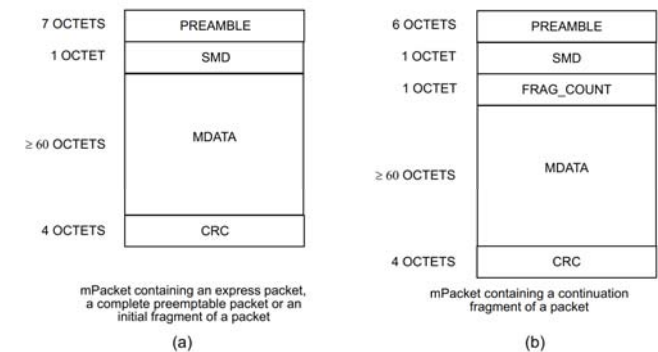 7 OCTETS PREAMBLE
1 OCTET SMD
≥ 60 OCTETS MDATA
4 OCTETS CRC
mPacket containing an express packet,
a complete preemptable packet or an
initial fragment of a packet
(a)
6 OCTETS PREAMBLE
1 OCTET SMD
1 OCTET FRAG_COUNT
≥ 60 OCTETS MDATA
4 OCTETS CRC
mPacket containing a continuation
fragment of a packet
(b)